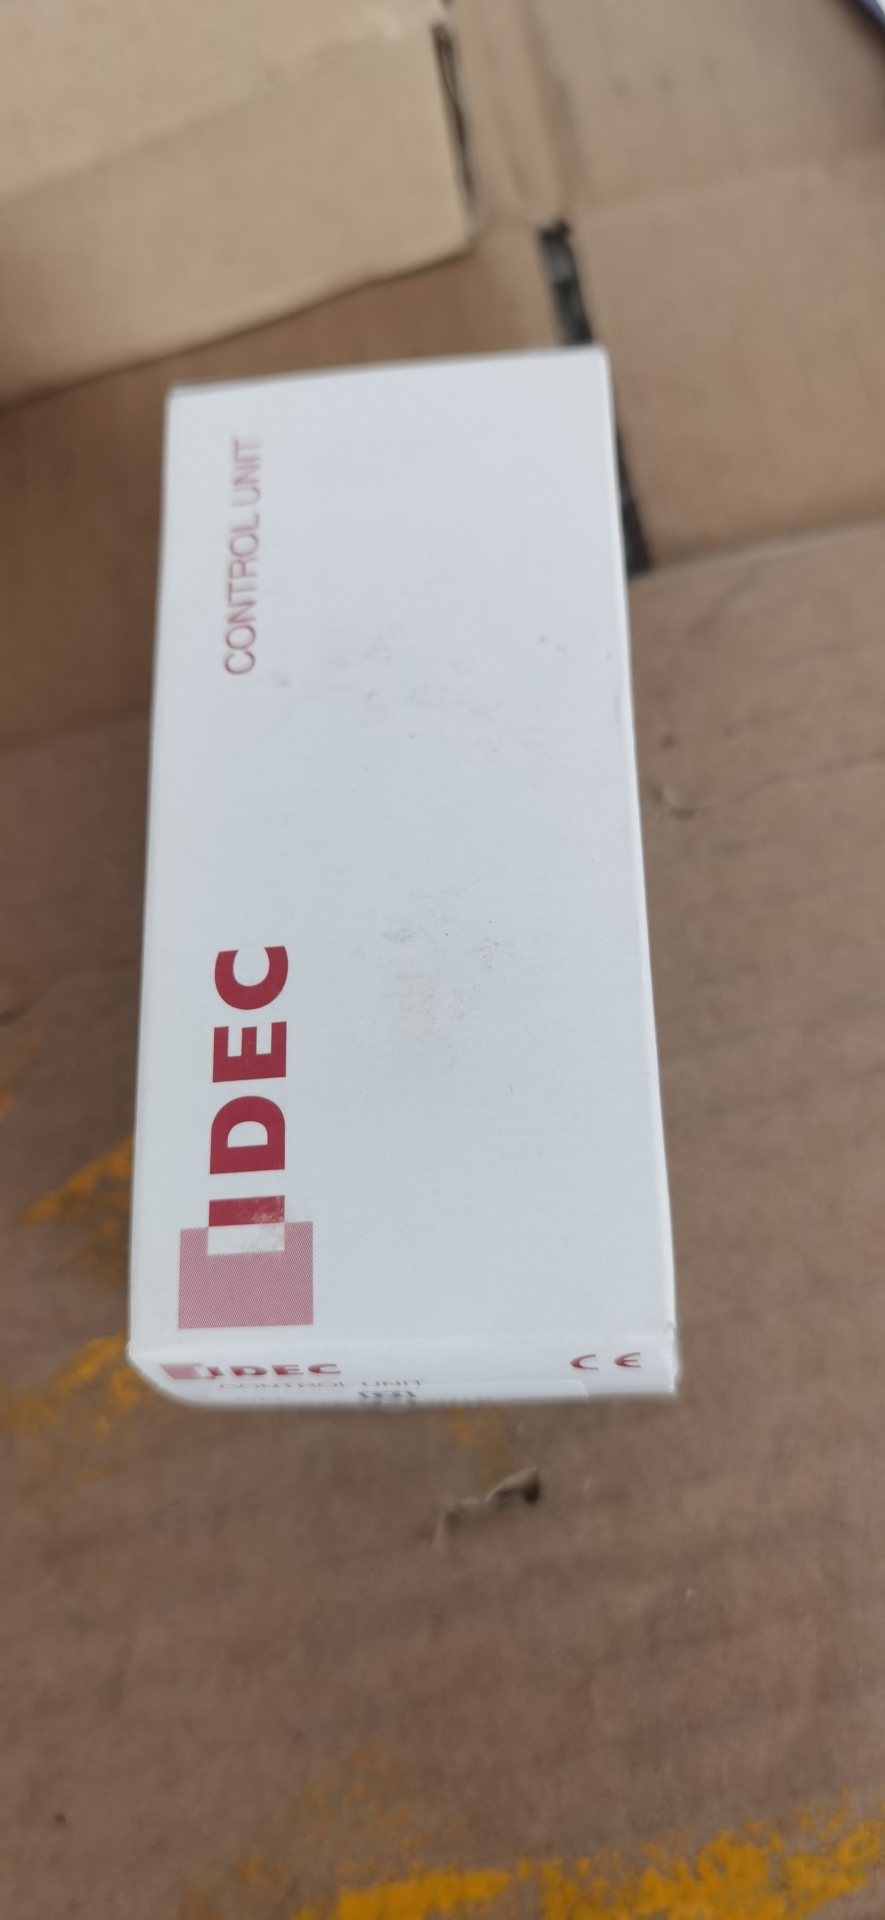 CONTROL UNIT
IDEC
IDEC
CE
CONTROL UNIT